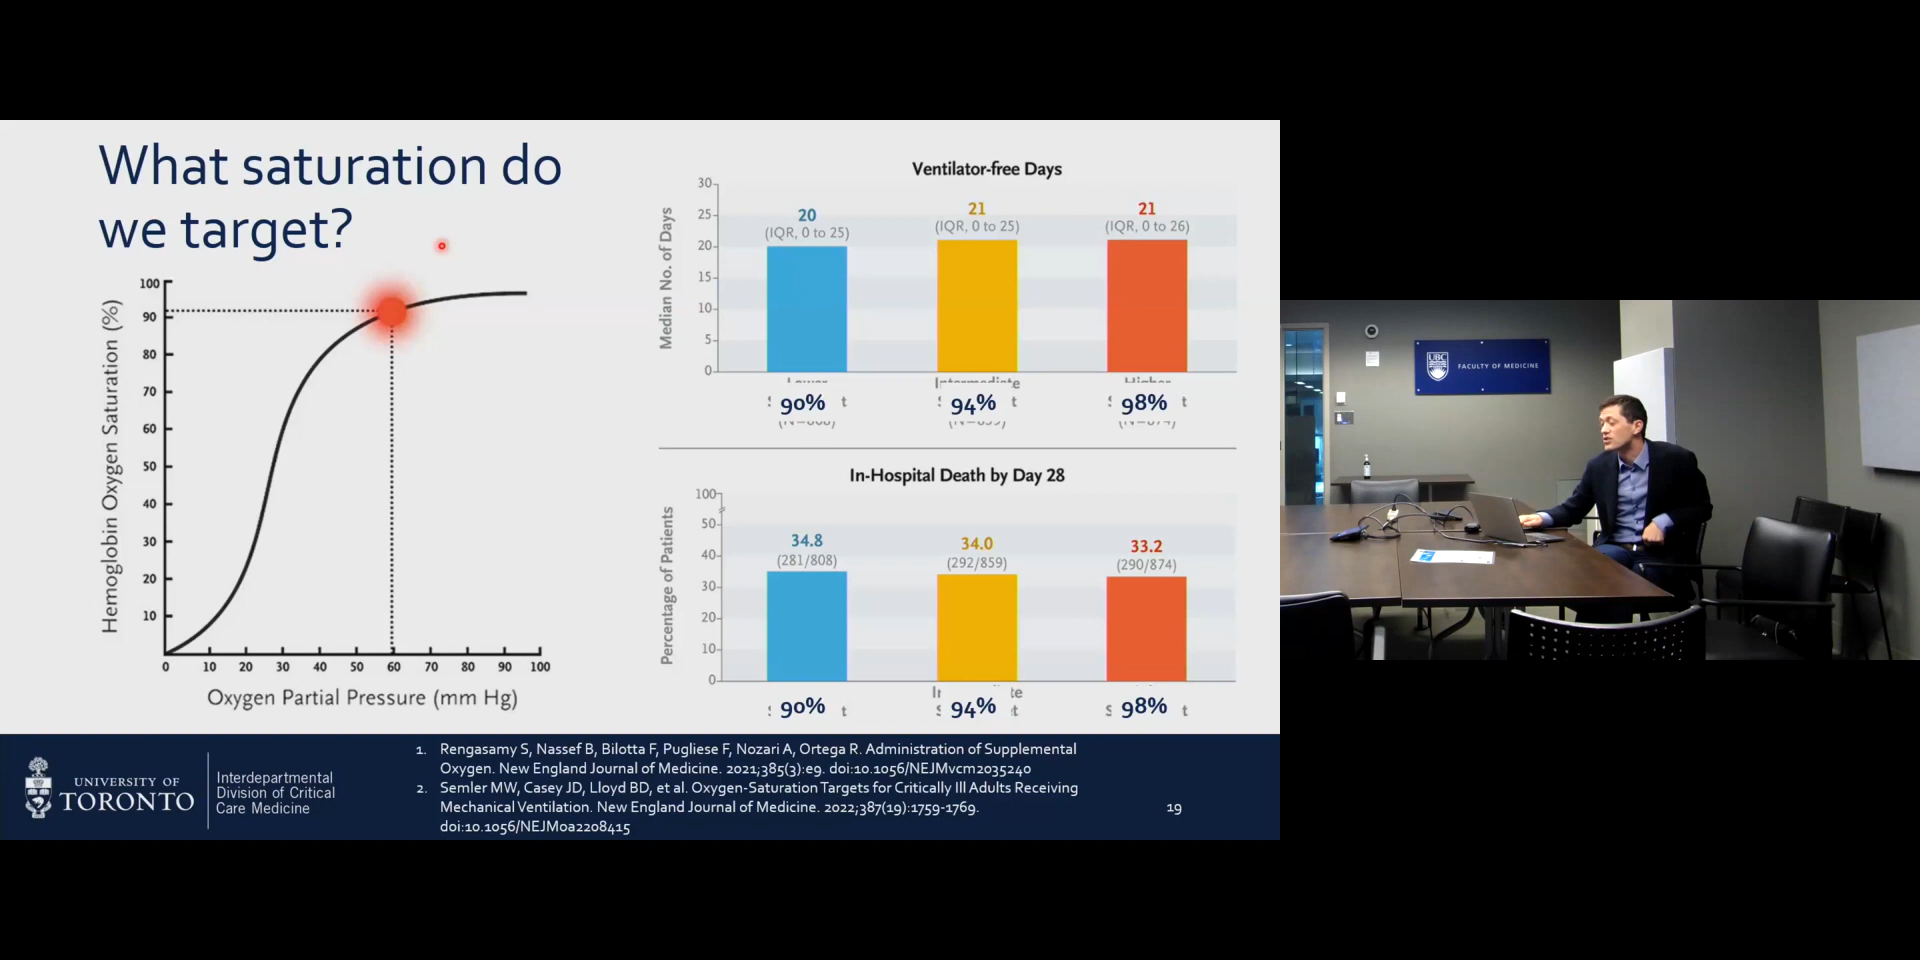 What saturation do
we target?
Hemoglobin Oxygen Saturation (%)
100
90
80
70
60
50
40
30
20
10
0 10 20 30 40 50 60 70 80 90 100
Oxygen Partial Pressure (mm Hg)
Ventilator-free Days
Median No. of Days
30
25
20
15
10
5
0
20
(IQR, 0 to 25)
21
(IQR, 0 to 25)
21
(IQR, 0 to 26)
90% 94% 98%
In-Hospital Death by Day 28
Percentage of Patients
100
50
40
30
20
10
0
34.8
(281/808)
34.0
(292/859)
33.2
(290/874)
90% 94% 98%
UNIVERSITY OF
TORONTO
Interdepartmental
Division of Critical
Care Medicine
1. Rengasamy S, Nassef B, Bilotta F, Pugliese F, Nozari A, Ortega R. Administration of Supplemental
Oxygen. New England Journal of Medicine. 2021;385(3):e9. doi:10.1056/NEJMvcm2035240
2. Semler MW, Casey JD, Lloyd BD, et al. Oxygen-Saturation Targets for Critically Ill Adults Receiving
Mechanical Ventilation. New England Journal of Medicine. 2022;387(19):1759-1769.
doi:10.1056/NEJMoa2208415
19
UBC
FACULTY OF MEDICINE